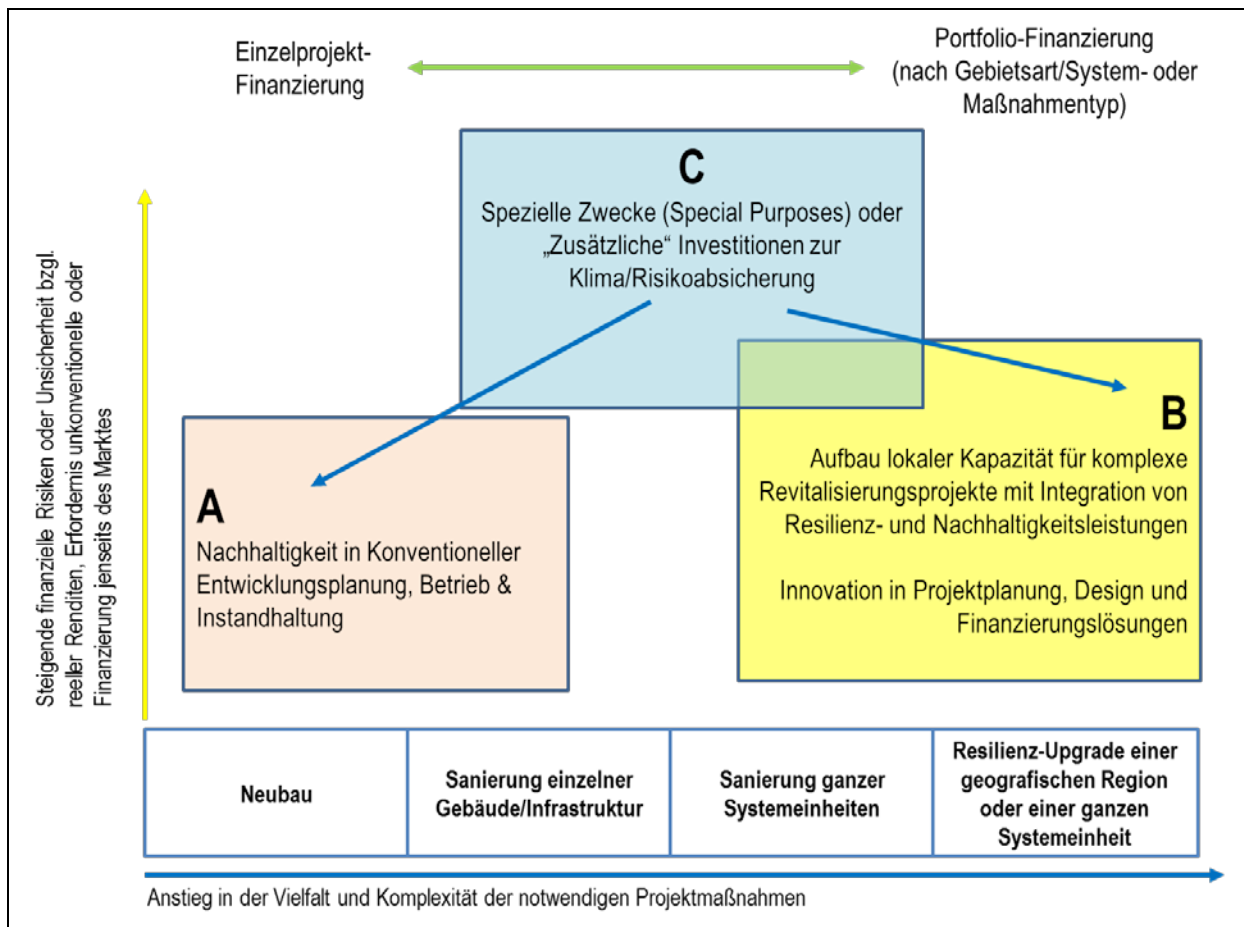 Einzelprojekt-
Finanzierung
Portfolio-Finanzierung
(nach Gebietsart/System- oder
Maßnahmentyp)
Steigende finanzielle Risiken oder Unsicherheit bzgl.
reeller Renditen, Erfordernis unkonventionelle oder
Finanzierung jenseits des Marktes
C
Spezielle Zwecke (Special Purposes) oder
„Zusätzliche“ Investitionen zur
Klima/Risikoabsicherung
A
Nachhaltigkeit in Konventioneller
Entwicklungsplanung, Betrieb &
Instandhaltung
B
Aufbau lokaler Kapazität für komplexe
Revitalisierungsprojekte mit Integration von
Resilienz- und Nachhaltigkeitsleistungen
Innovation in Projektplanung, Design und
Finanzierungslösungen
Neubau
Sanierung einzelner
Gebäude/Infrastruktur
Sanierung ganzer
Systemeinheiten
Resilienz-Upgrade einer
geografischen Region
oder einer ganzen
Systemeinheit
Anstieg in der Vielfalt und Komplexität der notwendigen Projektmaßnahmen